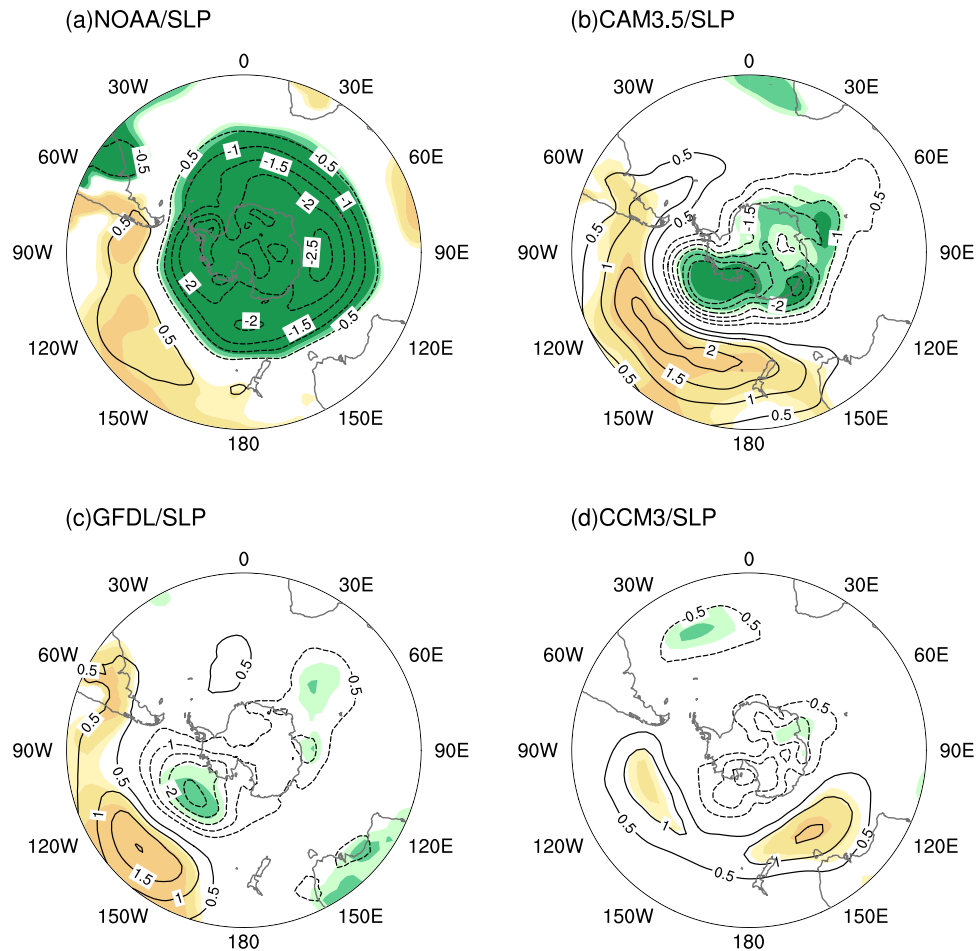 (a)NOAA/SLP
0
30W
30E
60W
60E
90W
90E
120W
120E
150W
150E
180
-0.5
-0.5
-1
-1.5
-0.5
-2
-1
-2.5
-2
-2
-1.5
-0.5
0.5
0.5
(b)CAM3.5/SLP
0
30W
30E
60W
60E
90W
90E
120W
120E
150W
150E
180
0.5
0.5
0.5
-0.5
-1.5
1
1
-2
2
1.5
1
0.5
0.5
(c)GFDL/SLP
0
30W
30E
60W
60E
90W
90E
120W
120E
150W
150E
180
0.5
0.5
0.5
-0.5
-1
-2
0.5
1
1.5
1
0.5
(d)CCM3/SLP
0
30W
30E
60W
60E
90W
90E
120W
120E
150W
150E
180
-0.5
-0.5
-0.5
0.5
1
0.5
1
0.5